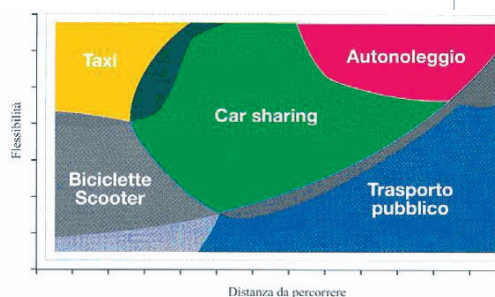 Taxi
Autonoleggio
Car sharing
Flessibilità
Biciclette
Scooter
Trasporto
pubblico
Distanza da percorrere